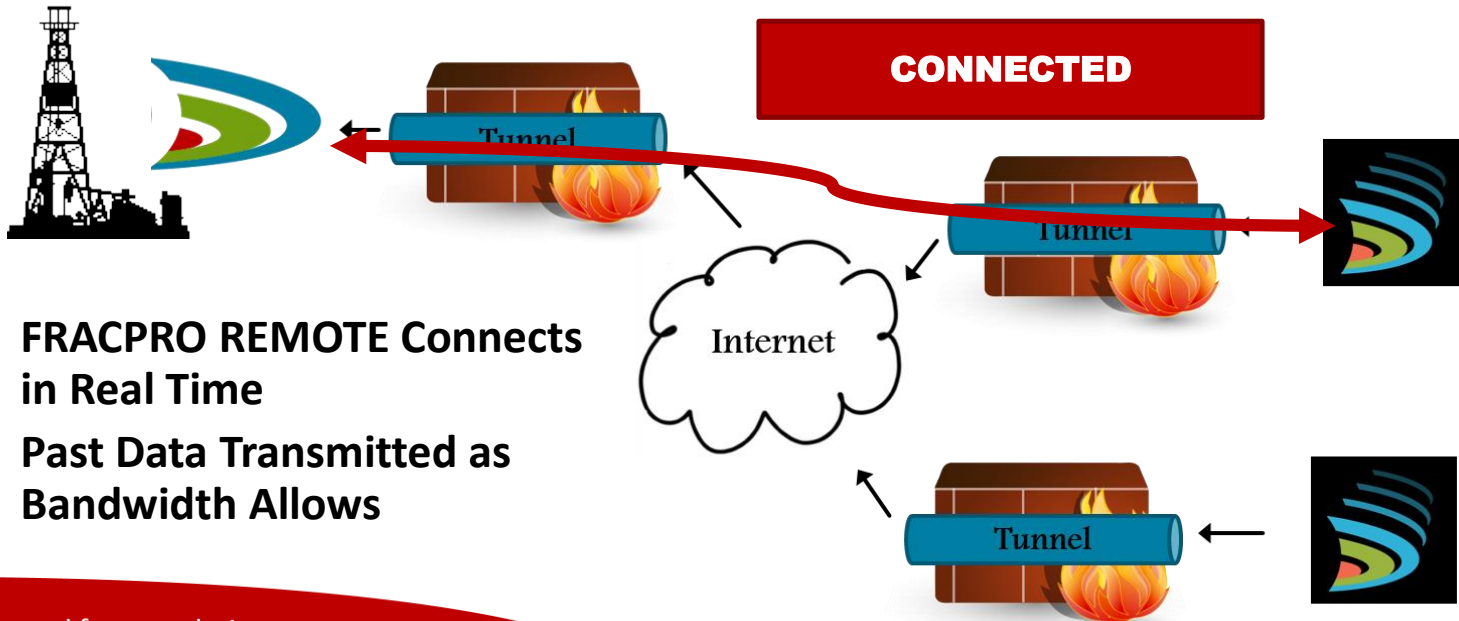 CONNECTED
Tunnel
Tunnel
Internet
FRACPRO REMOTE Connects
in Real Time
Past Data Transmitted as
Bandwidth Allows
Tunnel